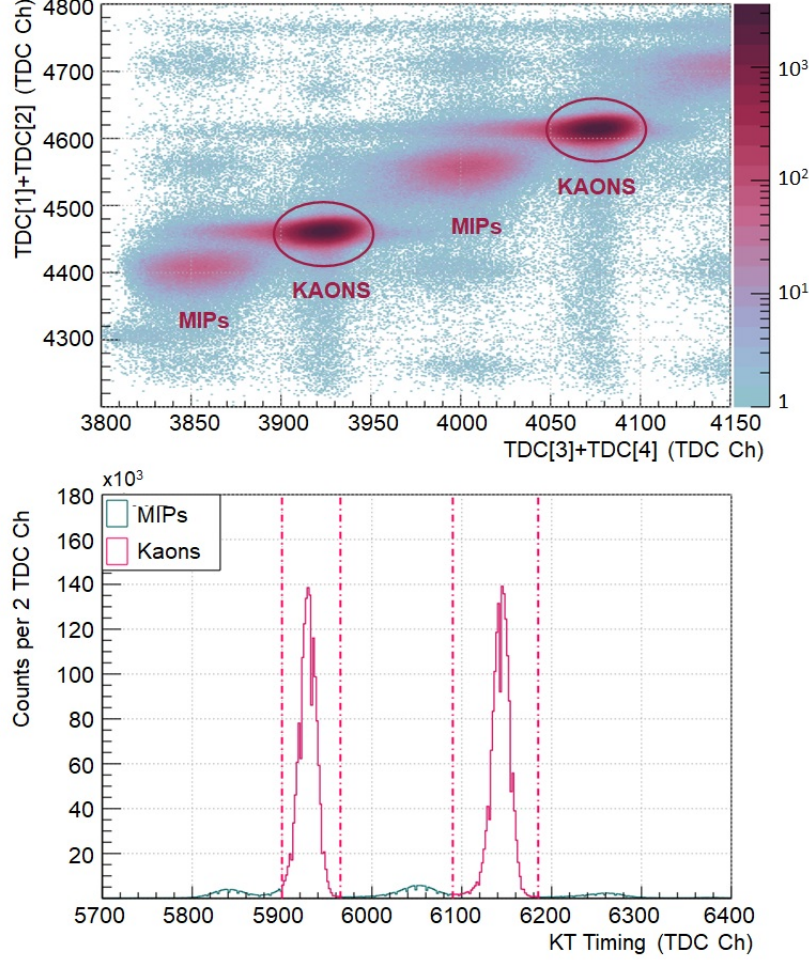 4800
4700
4600
4500
4400
4300
TDC[1]+TDC[2] (TDC Ch)
KAONS
MIPs
KAONS
MIPs
10³
10²
10¹
1
3800 3850 3900 3950 4000 4050 4100 4150
TDC[3]+TDC[4] (TDC Ch)
x10³
180
160
140
120
100
80
60
40
20
Counts per 2 TDC Ch
MIPs
Kaons
5700 5800 5900 6000 6100 6200 6300 6400
KT Timing (TDC Ch)